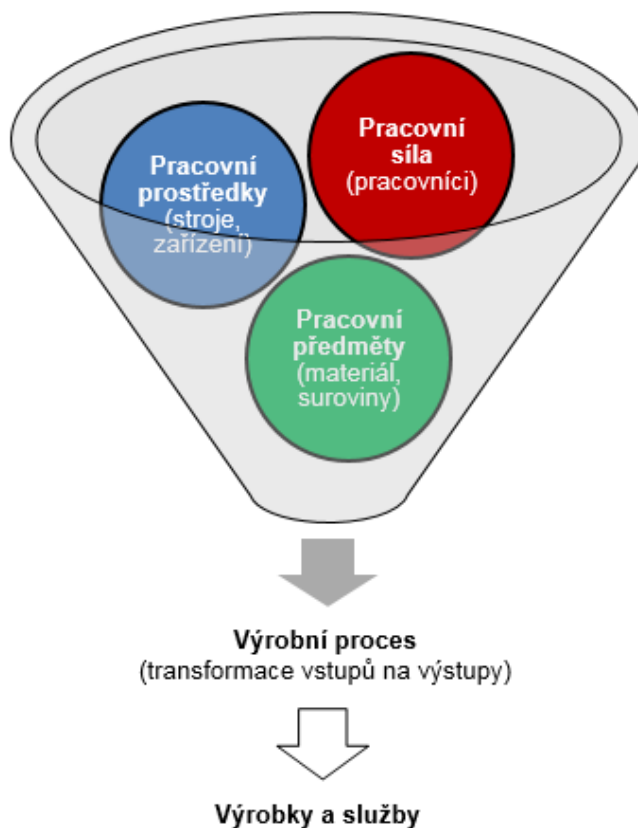 Pracovní
síla
(pracovníci)
Pracovní
prostředky
(stroje,
zařízení)
Pracovní
předměty
(materiál,
suroviny)
Výrobní proces
(transformace vstupů na výstupy)
Výrobky a služby